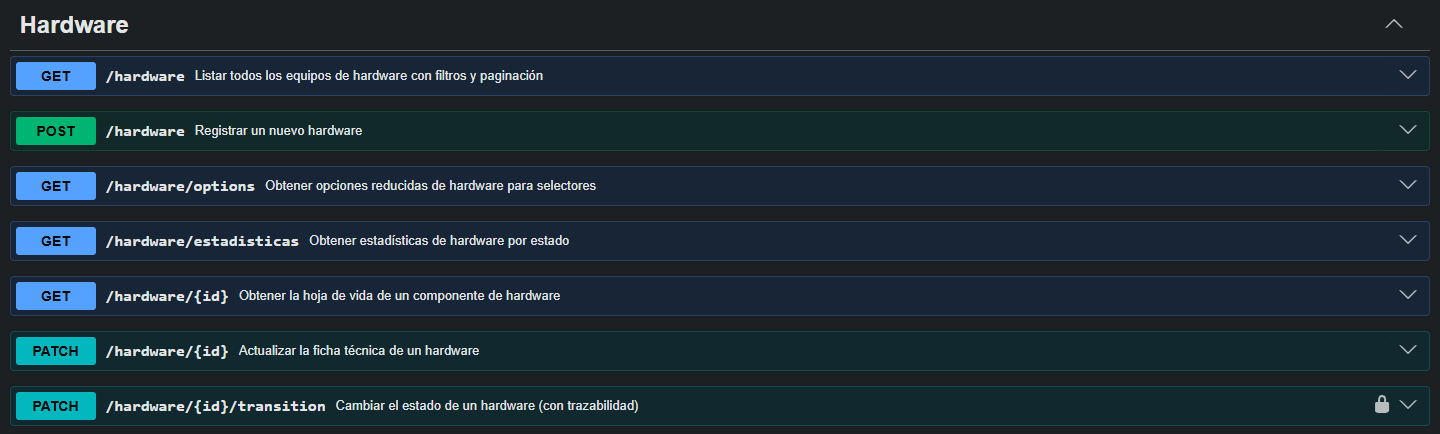 Hardware
GET /hardware Listar todos los equipos de hardware con filtros y paginación
POST /hardware Registrar un nuevo hardware
GET /hardware/options Obtener opciones reducidas de hardware para selectores
GET /hardware/estadisticas Obtener estadísticas de hardware por estado
GET /hardware/{id} Obtener la hoja de vida de un componente de hardware
PATCH /hardware/{id} Actualizar la ficha técnica de un hardware
PATCH /hardware/{id}/transition Cambiar el estado de un hardware (con trazabilidad)